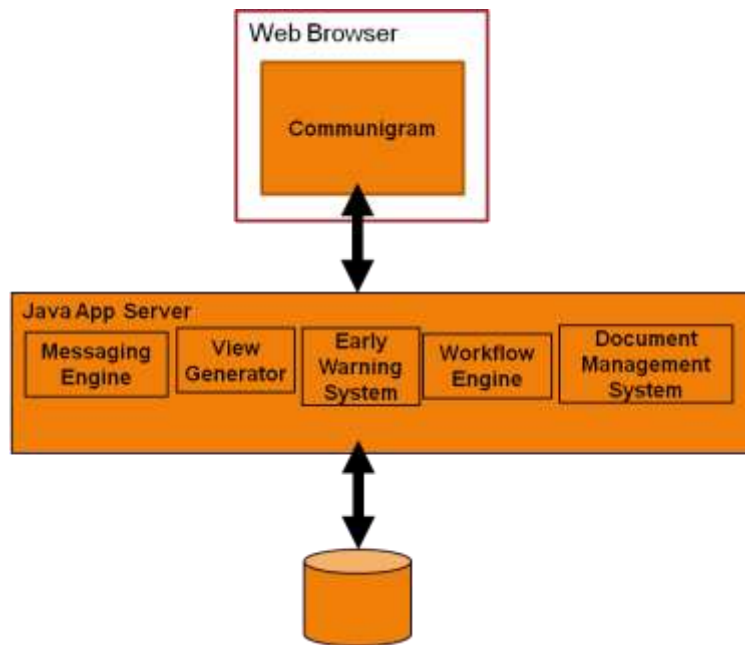 Web Browser
Communigram
Java App Server
Messaging
Engine
View
Generator
Early
Warning
System
Workflow
Engine
Document
Management
System